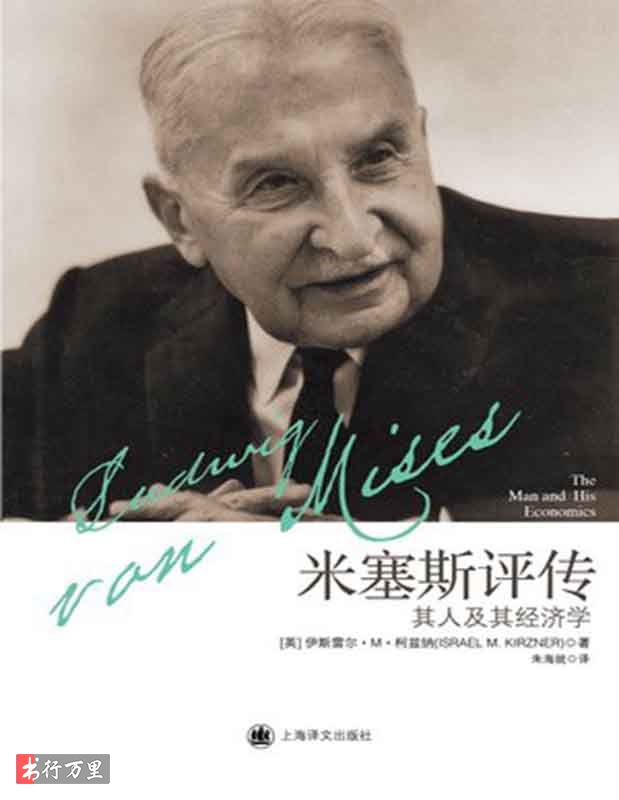 Ludwig
von Mises
The
Man and His
Economics
米塞斯评传
其人及其经济学
[英] 伊斯雷尔·M·柯兹纳(ISRAEL M. KIRZNER)◎著
朱海就◎译
上海译文出版社
书行万里